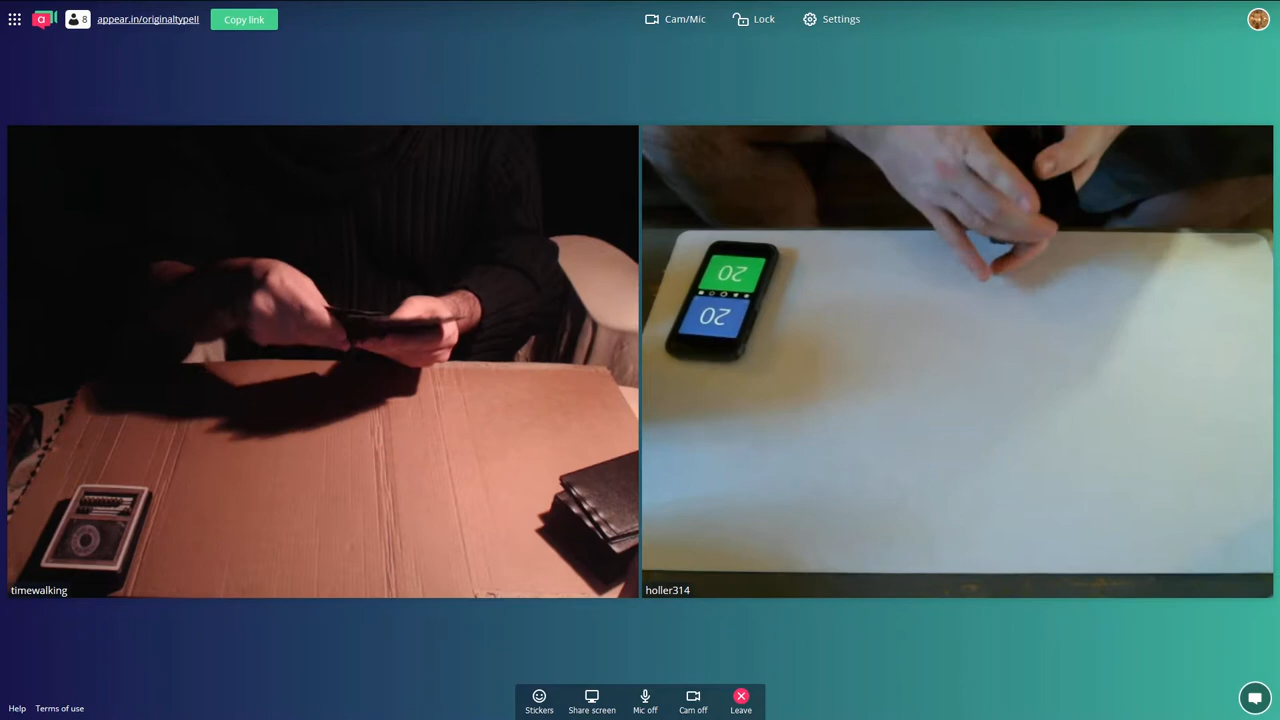 a
8
appear.in/originaltypeII
Copy link
Cam/Mic
Lock
Settings
20
20
timewalking
holler314
Stickers
Share screen
Mic off
Cam off
Leave
Help
Terms of use